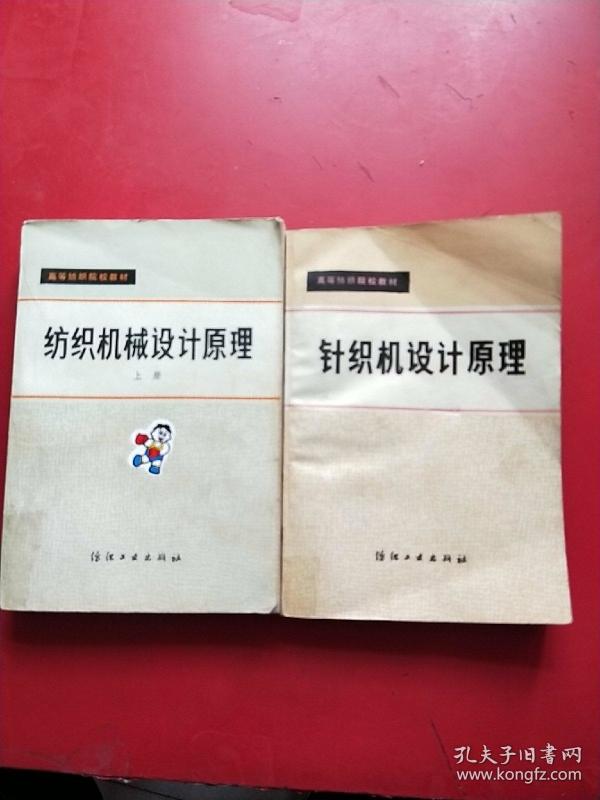 高等纺织院校教材
纺织机械设计原理
上册
纺织工业出版社
高等纺织院校教材
针织机设计原理
纺织工业出版社
孔夫子旧书网
www.kongfz.com